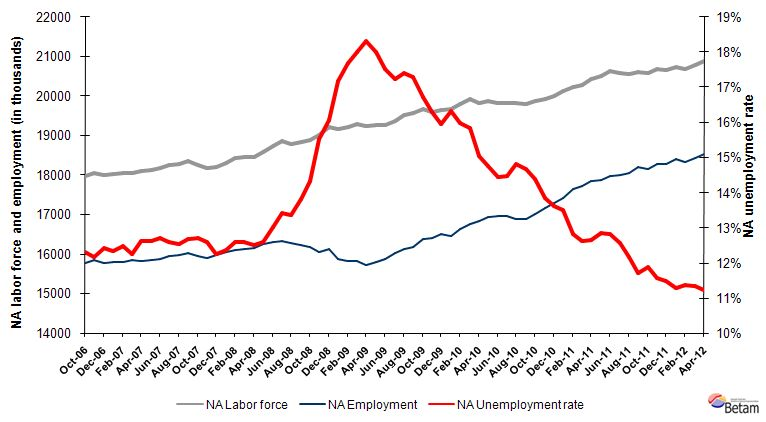 22000
21000
20000
19000
18000
17000
16000
15000
14000
NA labor force and employment (in thousands)
19%
18%
17%
16%
15%
14%
13%
12%
11%
10%
NA unemployment rate
Oct-06
Dec-06
Feb-07
Apr-07
Jun-07
Aug-07
Oct-07
Dec-07
Feb-08
Apr-08
Jun-08
Aug-08
Oct-08
Dec-08
Feb-09
Apr-09
Jun-09
Aug-09
Oct-09
Dec-09
Feb-10
Apr-10
Jun-10
Aug-10
Oct-10
Dec-10
Feb-11
Apr-11
Jun-11
Aug-11
Oct-11
Dec-11
Feb-12
Apr-12
NA Labor force NA Employment NA Unemployment rate
Betam